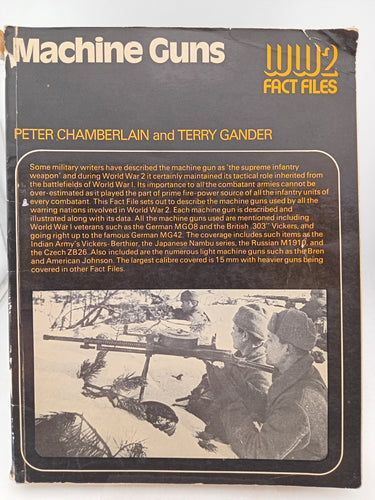 Machine Guns
WW2
FACT FILES
PETER CHAMBERLAIN and TERRY GANDER
Some military writers have described the machine gun as 'the supreme infantry
weapon' and during World War 2 it certainly maintained its tactical role inherited from
the battlefields of World War I. Its importance to all the combatant armies cannot be
over-estimated as it played the part of prime fire-power source of all the infantry units of
every combatant. This Fact File sets out to describe the machine guns used by all the
warring nations involved in World War 2. Each machine gun is described and
illustrated along with its data. All the machine guns used are mentioned including
World War I veterans such as the German MG08 and the British .303" Vickers, and
going right up to the famous German MG42. The coverage includes such items as the
Indian Army's Vickers-Berthier, the Japanese Nambu series, the Russian M1910, and
the Czech ZB26. Also included are the numerous light machine guns such as the Bren
and American Johnson. The largest calibre covered is 15 mm with heavier guns being
covered in other Fact Files.